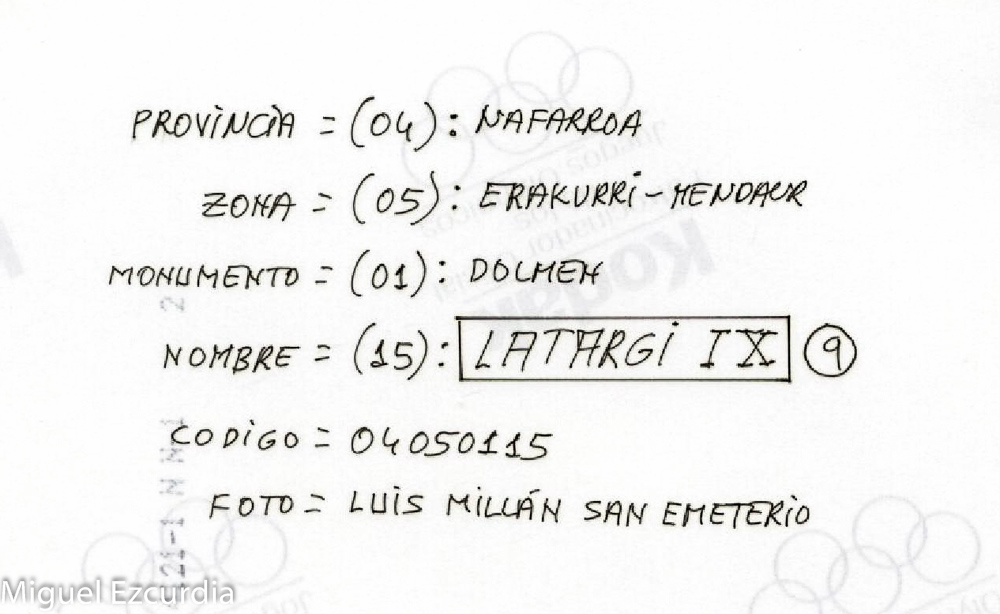 PROVINCIA = (04): NAFARROA
ZONA = (05): ERAKURRI-MENDAUR
MONUMENTO = (01): DOLMEN
NOMBRE = (15): LATARGI IX 9
CODIGO = 04050115
FOTO = LUIS MILLÁN SAN EMETERIO
Miguel Ezcurdia
Kodak